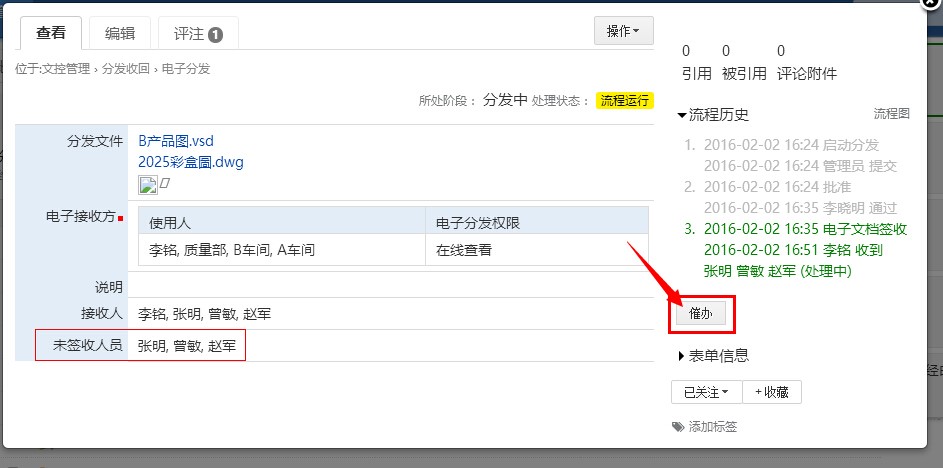 查看 编辑 评注 1 操作
位于:文控管理 › 分发收回 › 电子分发
所处阶段： 分发中 处理状态： 流程运行
分发文件 B产品图.vsd
2025彩盒圖.dwg
电子接收方
使用人 电子分发权限
李铭, 质量部, B车间, A车间 在线查看
说明
接收人 李铭, 张明, 曾敏, 赵军
未签收人员 张明, 曾敏, 赵军
0 0 0
引用 被引用 评论附件
流程历史 流程图
1. 2016-02-02 16:24 启动分发
2016-02-02 16:24 管理员 提交
2. 2016-02-02 16:24 批准
2016-02-02 16:35 李晓明 通过
3. 2016-02-02 16:35 电子文档签收
2016-02-02 16:51 李铭 收到
张明 曾敏 赵军 (处理中)
催办
表单信息
已关注 +收藏
添加标签